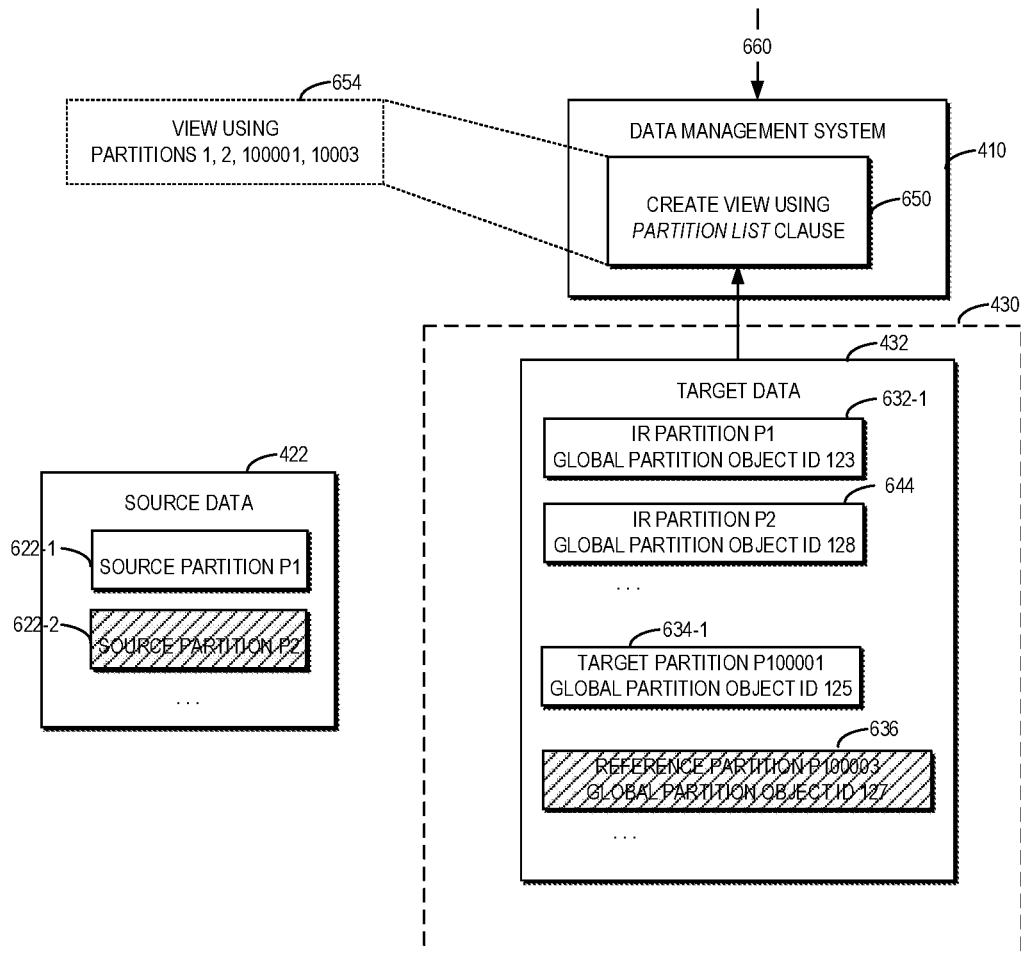 660
654
VIEW USING
PARTITIONS 1, 2, 100001, 10003
DATA MANAGEMENT SYSTEM
410
CREATE VIEW USING
PARTITION LIST CLAUSE
650
430
432
TARGET DATA
632-1
IR PARTITION P1
GLOBAL PARTITION OBJECT ID 123
644
IR PARTITION P2
GLOBAL PARTITION OBJECT ID 128
. . .
634-1
TARGET PARTITION P100001
GLOBAL PARTITION OBJECT ID 125
636
REFERENCE PARTITION P100003
GLOBAL PARTITION OBJECT ID 127
. . .
422
SOURCE DATA
622-1
SOURCE PARTITION P1
622-2
SOURCE PARTITION P2
. . .